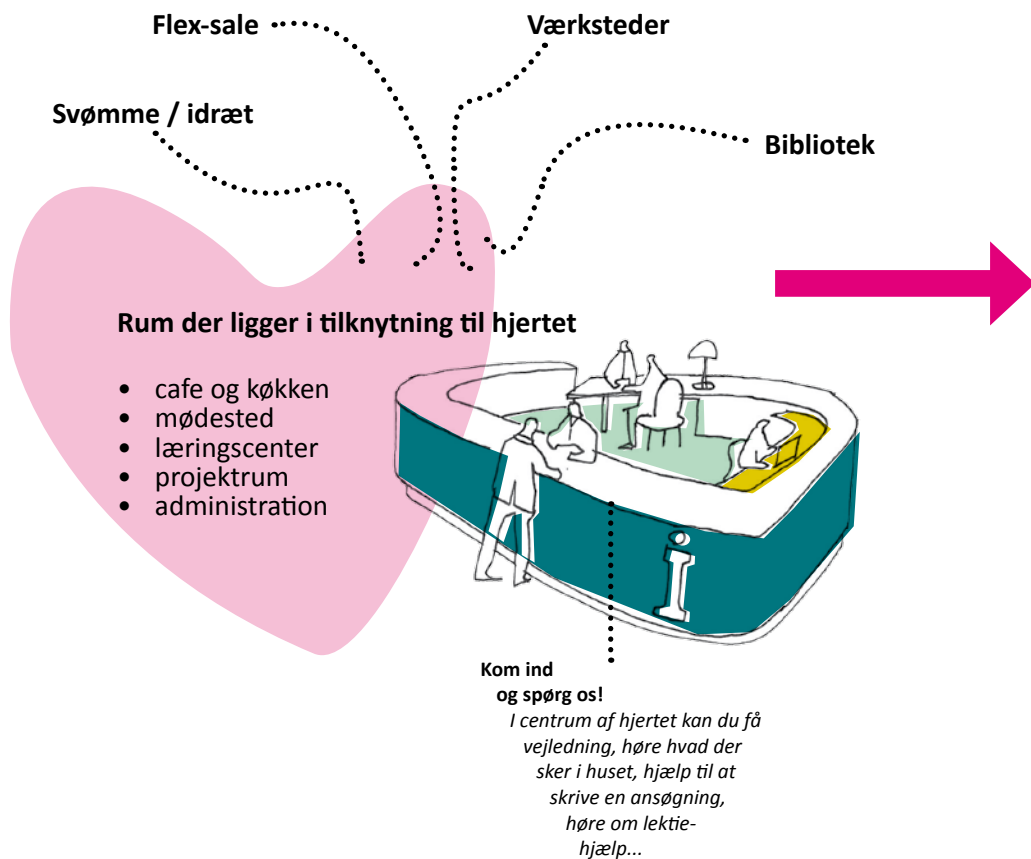 Flex-sale
Værksteder
Svømme / idræt
Bibliotek
Rum der ligger i tilknytning til hjertet
• cafe og køkken
• mødested
• læringscenter
• projektrum
• administration
i
Kom ind
og spørg os!
I centrum af hjertet kan du få
vejledning, høre hvad der
sker i huset, hjælp til at
skrive en ansøgning,
høre om lektie-
hjælp...